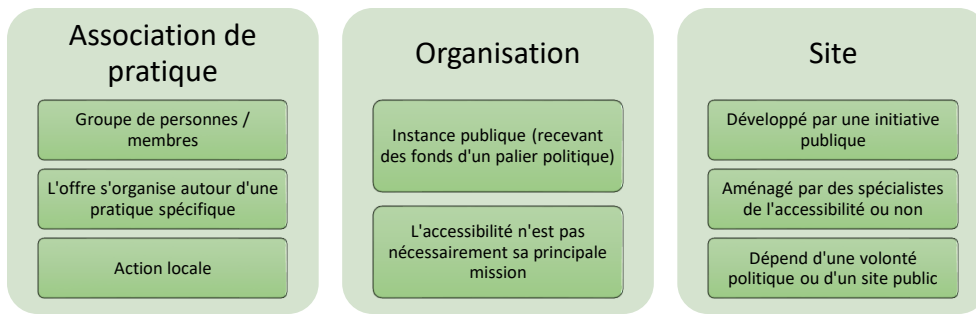 Association de
pratique
Groupe de personnes /
membres
L'offre s'organise autour d'une
pratique spécifique
Action locale
Organisation
Instance publique (recevant
des fonds d'un palier politique)
L'accessibilité n'est pas
nécessairement sa principale
mission
Site
Développé par une initiative
publique
Aménagé par des spécialistes
de l'accessibilité ou non
Dépend d'une volonté
politique ou d'un site public